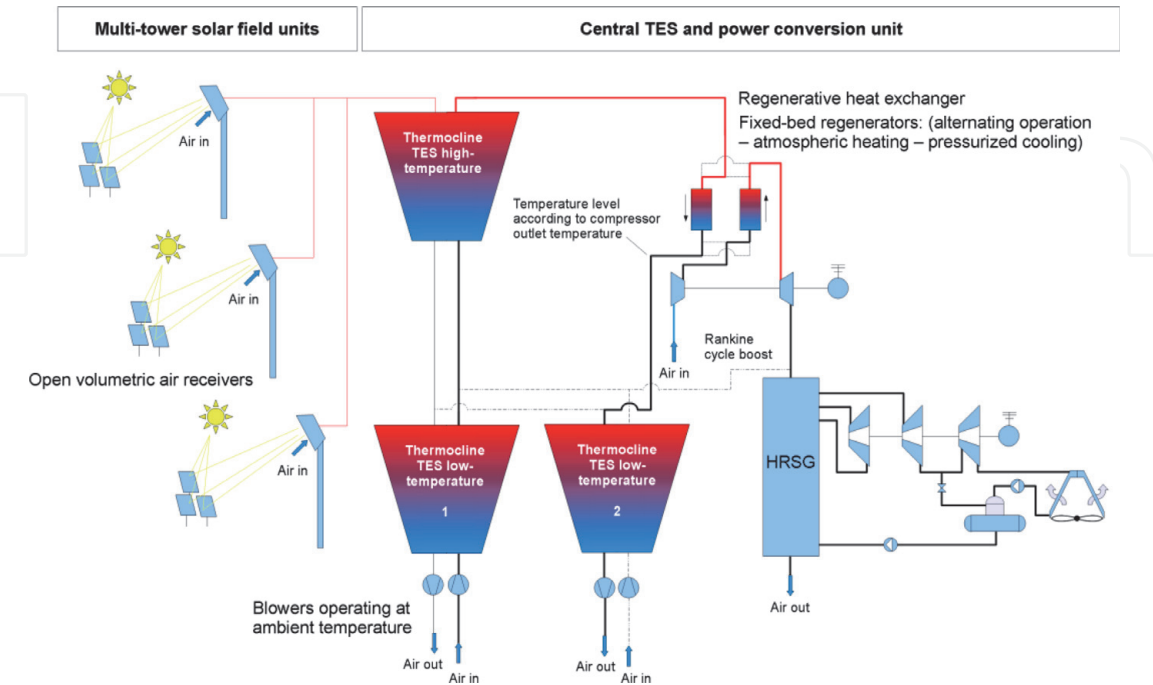 Multi-tower solar field units
Central TES and power conversion unit
Air in
Thermocline
TES high-
temperature
Regenerative heat exchanger
Fixed-bed regenerators: (alternating operation
– atmospheric heating – pressurized cooling)
Temperature level
according to compressor
outlet temperature
Air in
Open volumetric air receivers
Air in
Rankine
cycle boost
Air in
Thermocline
TES low-
temperature
1
Thermocline
TES low-
temperature
2
HRSG
Blowers operating at
ambient temperature
Air out
Air in
Air out
Air in
Air out